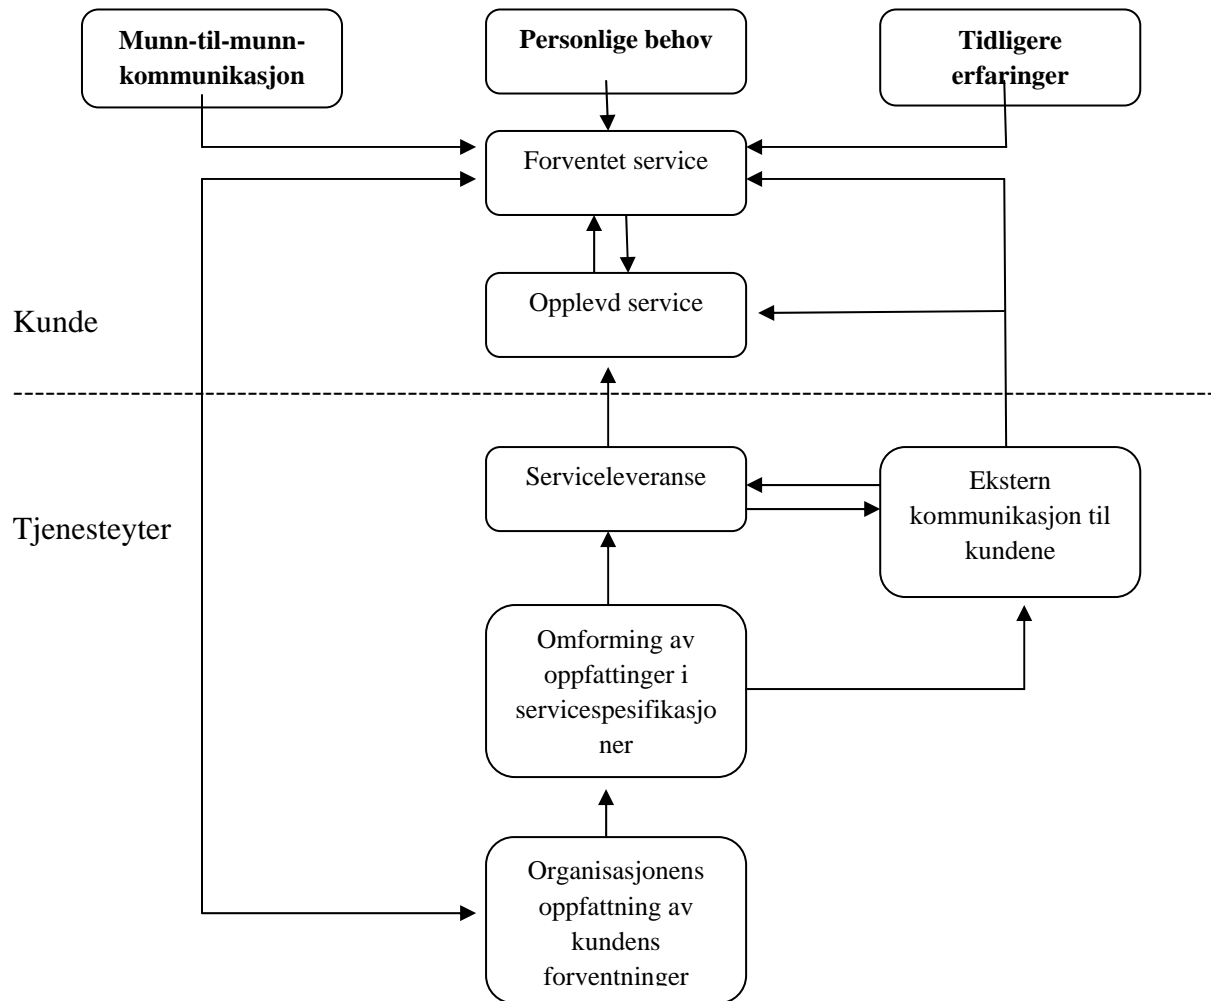 Munn-til-munn-
kommunikasjon
Personlige behov
Tidligere
erfaringer
Forventet service
Opplevd service
Kunde
Serviceleveranse
Ekstern
kommunikasjon til
kundene
Tjenesteyter
Omforming av
oppfattinger i
servicespesifikasjo
ner
Organisasjonens
oppfattning av
kundens
forventninger